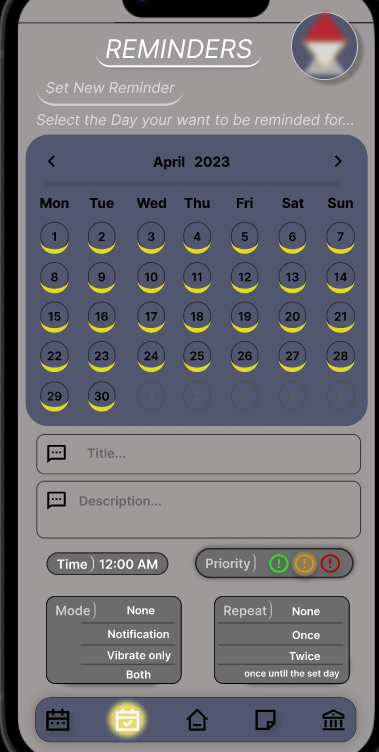 REMINDERS
Set New Reminder
Select the Day your want to be reminded for...
April 2023
Mon Tue Wed Thu Fri Sat Sun
1 2 3 4 5 6 7
8 9 10 11 12 13 14
15 16 17 18 19 20 21
22 23 24 25 26 27 28
29 30 1 2 3 4 5
Title...
Description...
Time ) 12:00 AM
Priority )
Mode ) None
Notification
Vibrate only
Both
Repeat ) None
Once
Twice
once until the set day